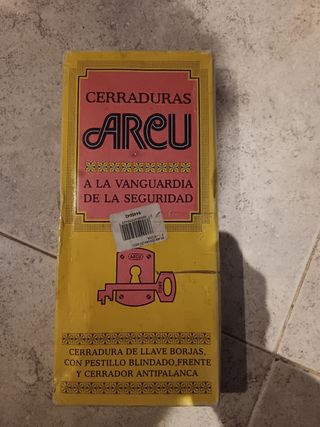 CERRADURAS
ARCU
A LA VANGUARDIA
DE LA SEGURIDAD
ARCU
CERRADURA DE LLAVE BORJAS,
CON PESTILLO BLINDADO, FRENTE
Y CERRADOR ANTIPALANCA